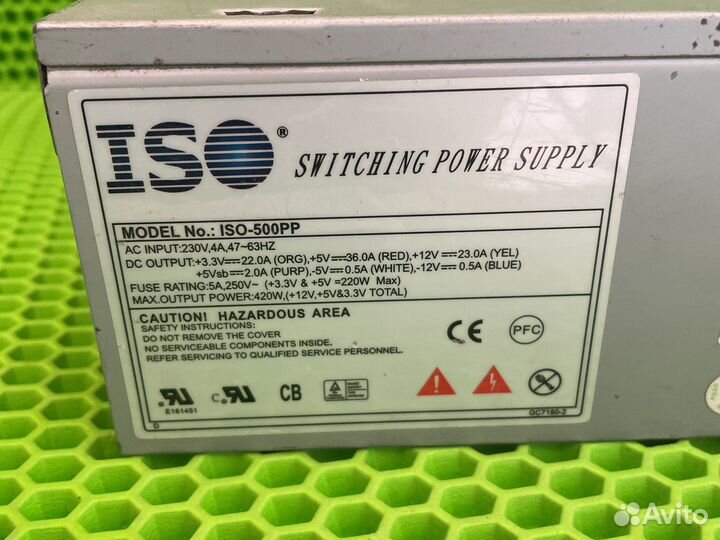 ISO®
SWITCHING POWER SUPPLY
MODEL No.: ISO-500PP
AC INPUT:230V,4A,47~63HZ
DC OUTPUT:+3.3V⎓22.0A (ORG),+5V⎓36.0A (RED),+12V⎓23.0A (YEL)
+5Vsb⎓2.0A (PURP),-5V⎓0.5A (WHITE),-12V⎓0.5A (BLUE)
FUSE RATING:5A,250V~ (+3.3V & +5V =220W Max)
MAX.OUTPUT POWER:420W,(+12V,+5V&3.3V TOTAL)
CAUTION! HAZARDOUS AREA
SAFETY INSTRUCTIONS:
DO NOT REMOVE THE COVER
NO SERVICEABLE COMPONENTS INSIDE.
REFER SERVICING TO QUALIFIED SERVICE PERSONNEL.
CE PFC
c CB
E161451
GC7180-2
D
Avito